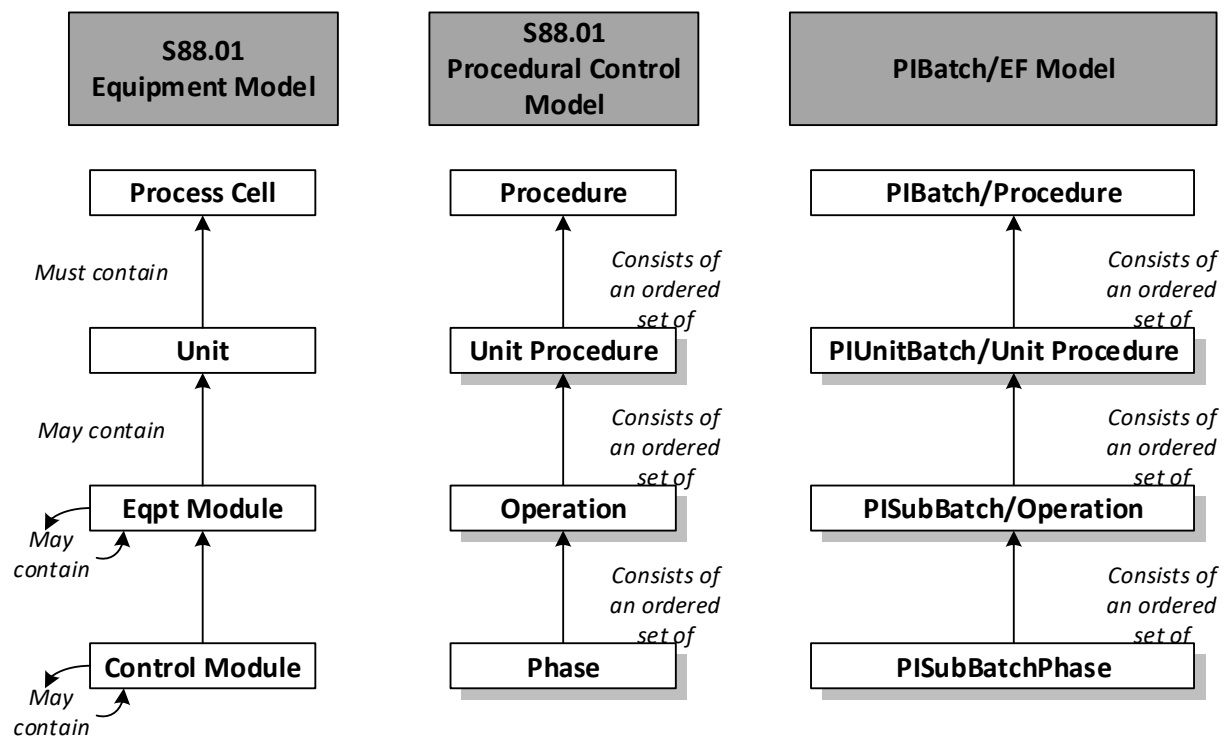 S88.01
Equipment Model
S88.01
Procedural Control
Model
PIBatch/EF Model
Process Cell
Procedure
PIBatch/Procedure
Must contain
Consists of
an ordered
set of
Consists of
an ordered
set of
Unit
Unit Procedure
PIUnitBatch/Unit Procedure
May contain
Consists of
an ordered
set of
Consists of
an ordered
set of
Eqpt Module
Operation
PISubBatch/Operation
May
contain
Consists of
an ordered
set of
Consists of
an ordered
set of
Control Module
Phase
PISubBatchPhase
May
contain